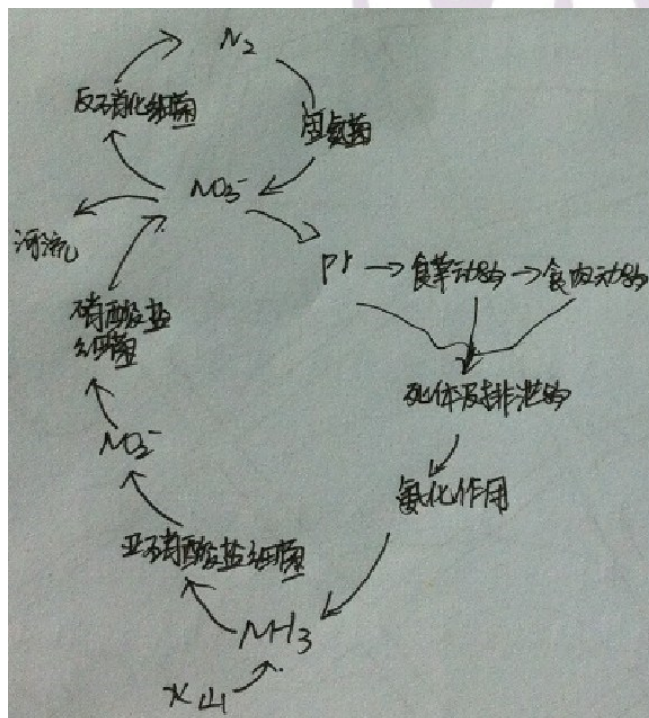 N₂
反硝化细菌
固氮菌
NO₃⁻
河流
Pr → 食草动物 → 食肉动物
硝酸盐
细菌
死体及排泄物
NO₂⁻
氨化作用
亚硝酸盐细菌
NH₃
火山